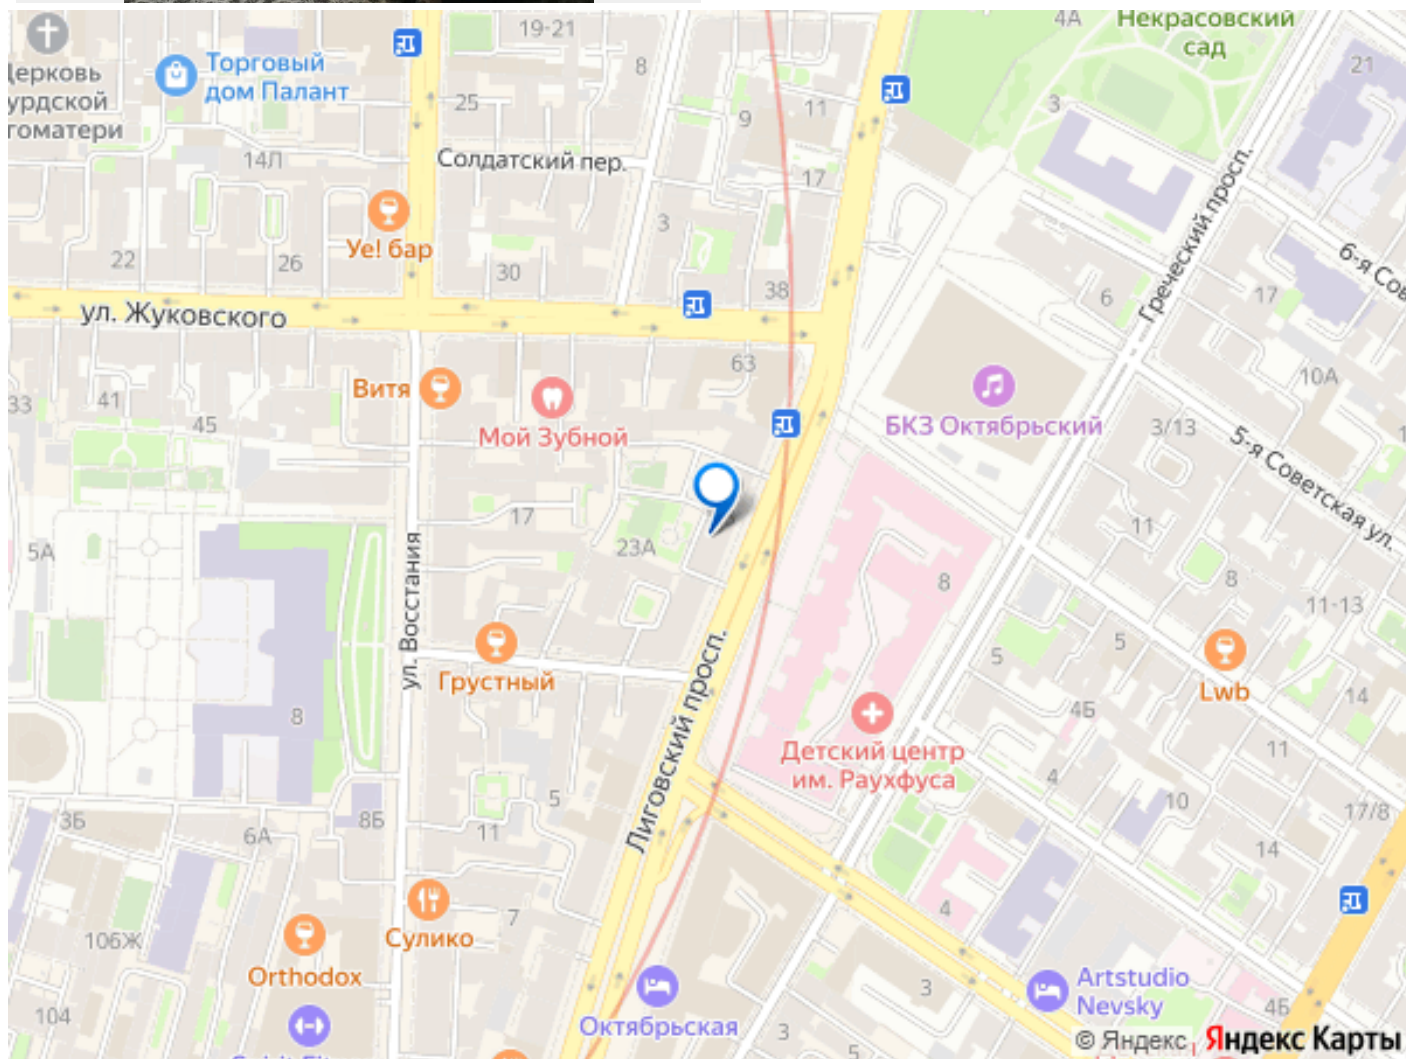 19-21
4А
Некрасовский
сад
Церковь
урдской
гоматери
Торговый
дом Палант
8
21
25
9
11
3
14Л
Солдатский пер.
17
Уе! бар
3
22
26
30
38
6
17
Греческий просп.
6-я Сов
ул. Жуковского
63
10А
33
41
45
Витя
Мой Зубной
БКЗ Октябрьский
3/13
5-я Советская ул.
1
5А
17
23А
11
8
8
11-13
ул. Восстания
Грустный
5
5
Lwb
14
4Б
8
Лиговский просп.
Детский центр
им. Раухфуса
11
4
10
17/8
3Б
6А
8Б
11
5
14
4
7
Сулико
106Ж
Orthodox
Октябрьская
3
Artstudio
Nevsky
4Б
104
3
5
© Яндекс Яндекс Карты